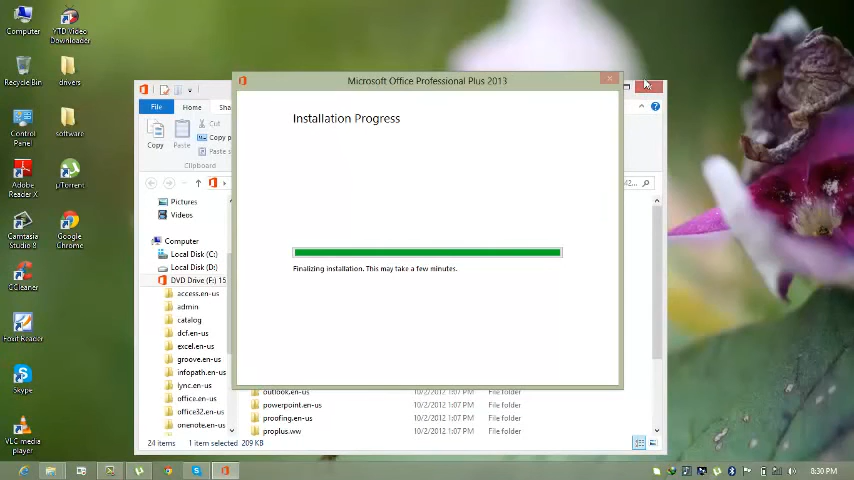 Computer
YTD Video
Downloader
Recycle Bin
drivers
Control
Panel
software
Adobe
Reader X
µTorrent
Camtasia
Studio 8
Google
Chrome
CCleaner
Foxit Reader
Skype
VLC media
player
Microsoft Office Professional Plus 2013
Installation Progress
Finalizing installation. This may take a few minutes.
File
Home
Sha
Copy
Paste
Cut
Copy p
Paste s
Clipboard
42...
Pictures
Videos
Computer
Local Disk (C:)
Local Disk (D:)
DVD Drive (F:) 15
access.en-us
admin
catalog
dcf.en-us
excel.en-us
groove.en-us
infopath.en-us
lync.en-us
office.en-us
office32.en-us
onenote.en-us
outlook.en-us 10/2/2012 1:07 PM File folder
powerpoint.en-us 10/2/2012 1:07 PM File folder
proofing.en-us 10/2/2012 1:07 PM File folder
proplus.ww 10/2/2012 1:07 PM File folder
24 items 1 item selected 209 KB
8:30 PM